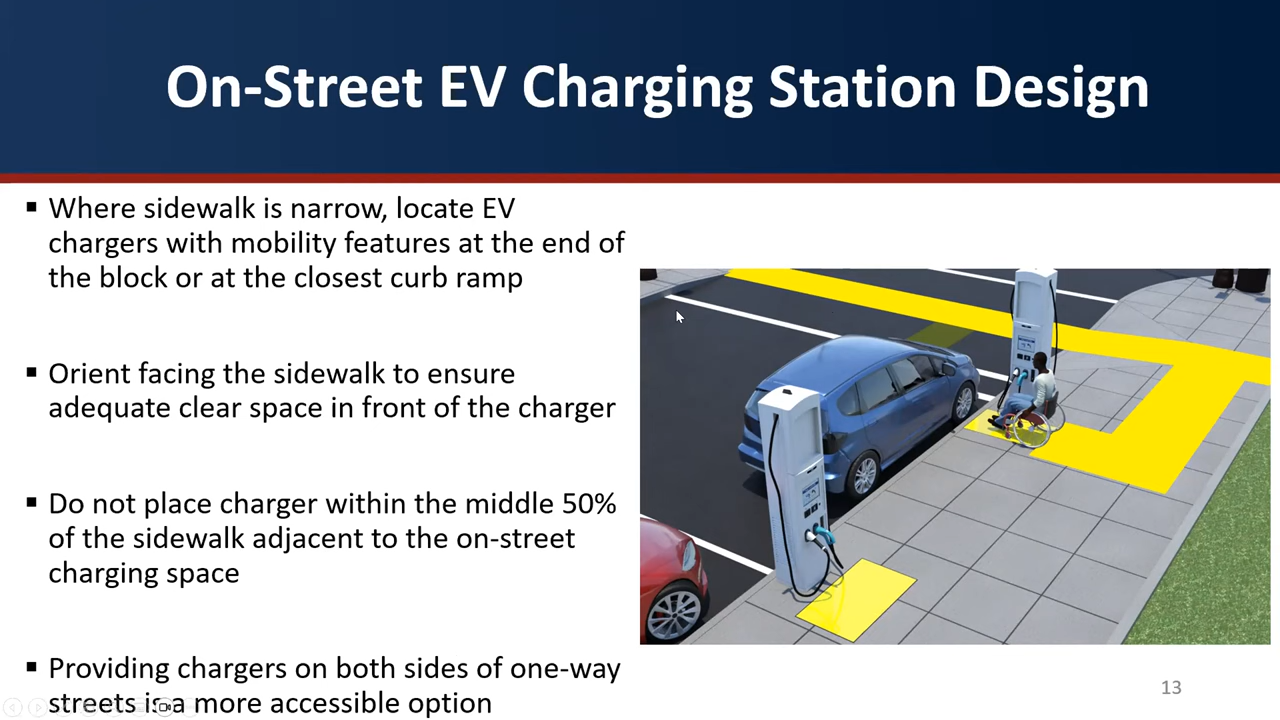 On-Street EV Charging Station Design
▪ Where sidewalk is narrow, locate EV
chargers with mobility features at the end of
the block or at the closest curb ramp
▪ Orient facing the sidewalk to ensure
adequate clear space in front of the charger
▪ Do not place charger within the middle 50%
of the sidewalk adjacent to the on-street
charging space
▪ Providing chargers on both sides of one-way
streets is a more accessible option
13